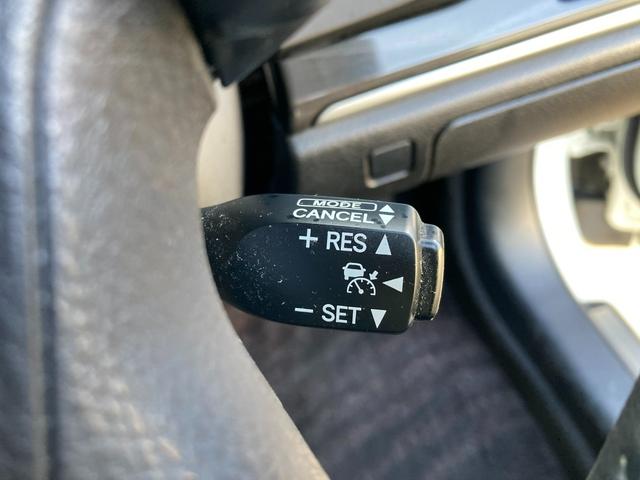 MODE
CANCEL
+ RES
− SET